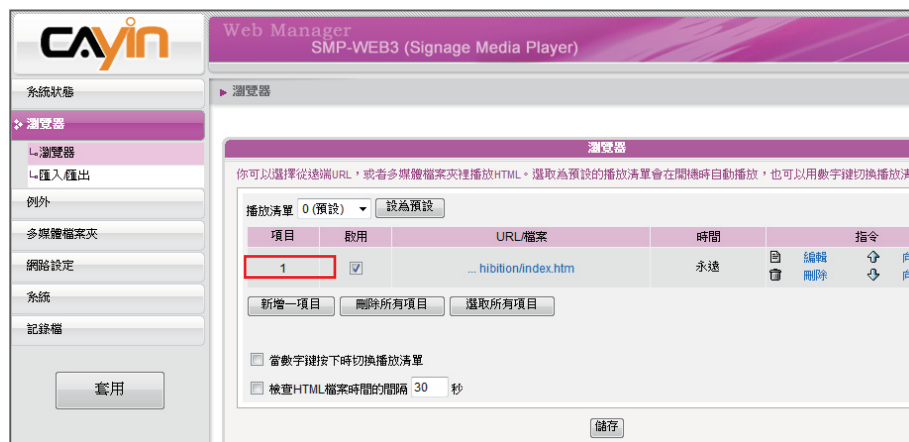 CAYIN
Web Manager
SMP-WEB3 (Signage Media Player)
系統狀態
瀏覽器
瀏覽器
匯入/匯出
例外
多媒體檔案夾
網路設定
系統
記錄檔
套用
瀏覽器
瀏覽器
你可以選擇從遠端URL，或者多媒體檔案夾裡播放HTML。選取為預設的播放清單會在開機時自動播放，也可以用數字鍵切換播放清
播放清單 0 (預設) 設為預設
項目 啟用 URL/檔案 時間 指令
1 ... hibition/index.htm 永遠 編輯 向
刪除 向
新增一項目 刪除所有項目 選取所有項目
當數字鍵按下時切換播放清單
檢查HTML檔案時間的間隔 30 秒
儲存